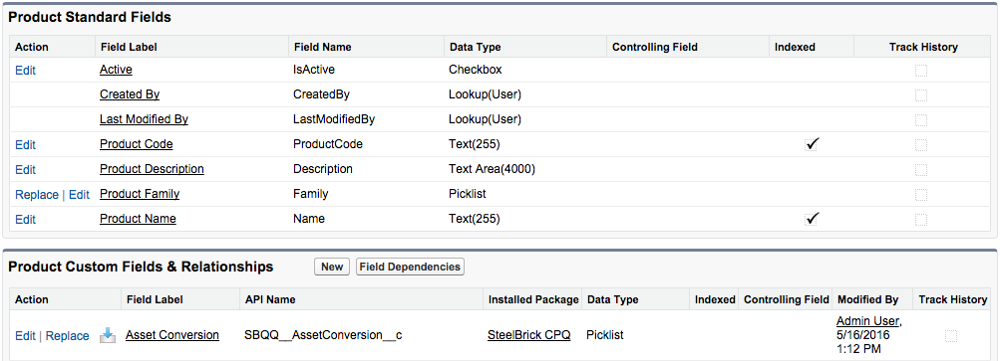 Product Standard Fields
Action Field Label Field Name Data Type Controlling Field Indexed Track History
Edit Active IsActive Checkbox
Created By CreatedBy Lookup(User)
Last Modified By LastModifiedBy Lookup(User)
Edit Product Code ProductCode Text(255)
Edit Product Description Description Text Area(4000)
Replace | Edit Product Family Family Picklist
Edit Product Name Name Text(255)
Product Custom Fields & Relationships New Field Dependencies
Action Field Label API Name Installed Package Data Type Indexed Controlling Field Modified By Track History
Edit | Replace Asset Conversion SBQQ__AssetConversion__c SteelBrick CPQ Picklist Admin User,
5/16/2016
1:12 PM